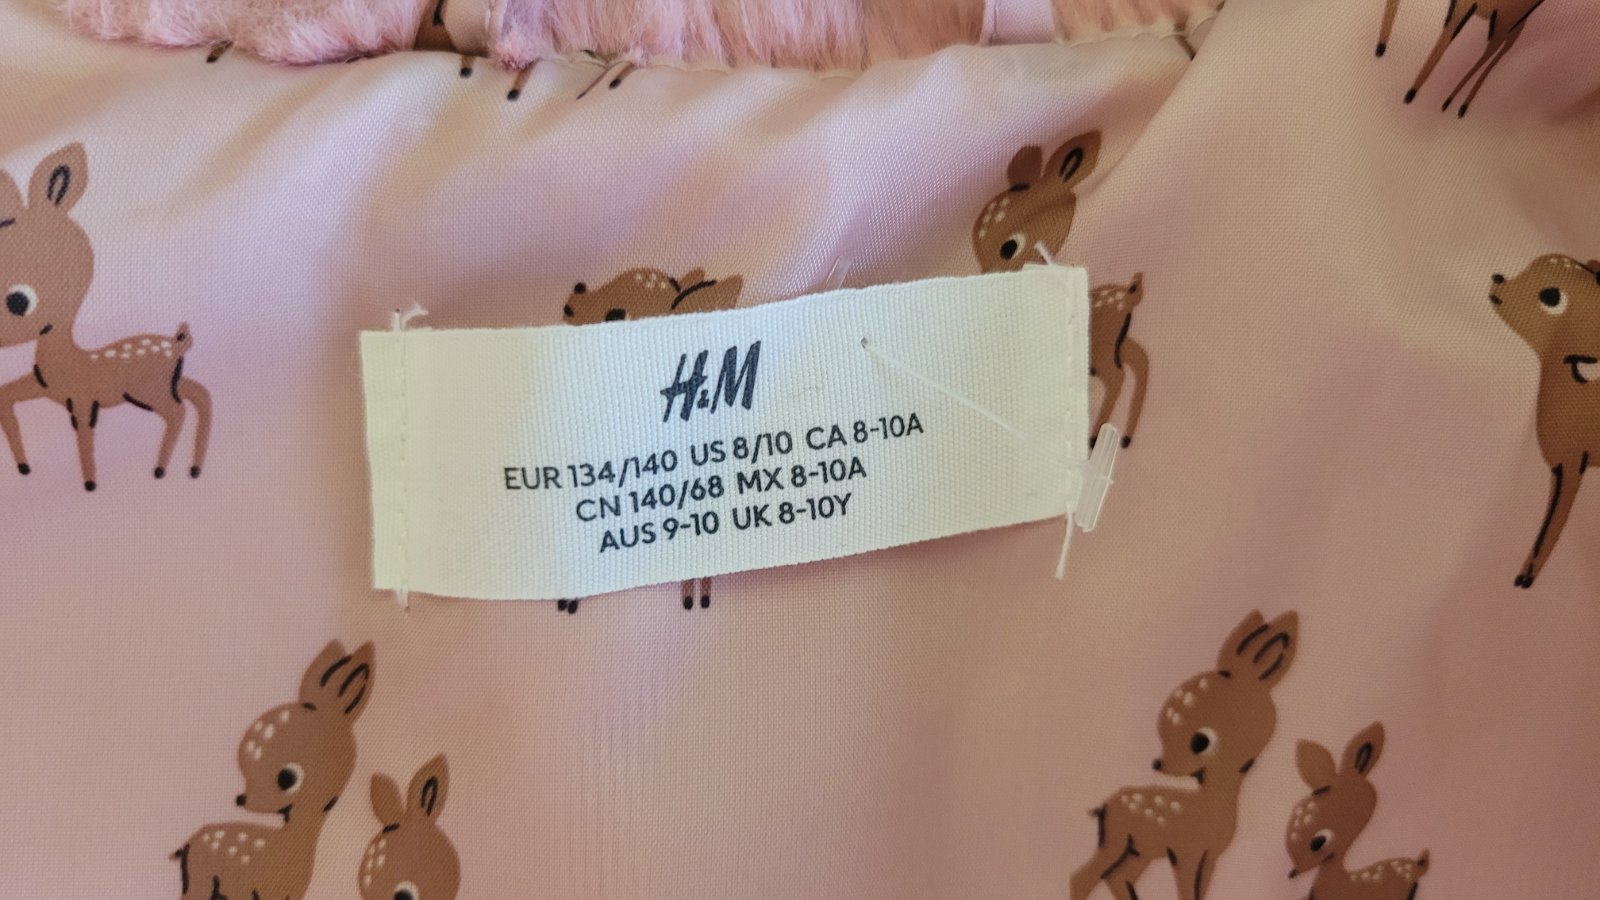 H&M
EUR 134/140 US 8/10 CA 8-10A
CN 140/68 MX 8-10A
AUS 9-10 UK 8-10Y